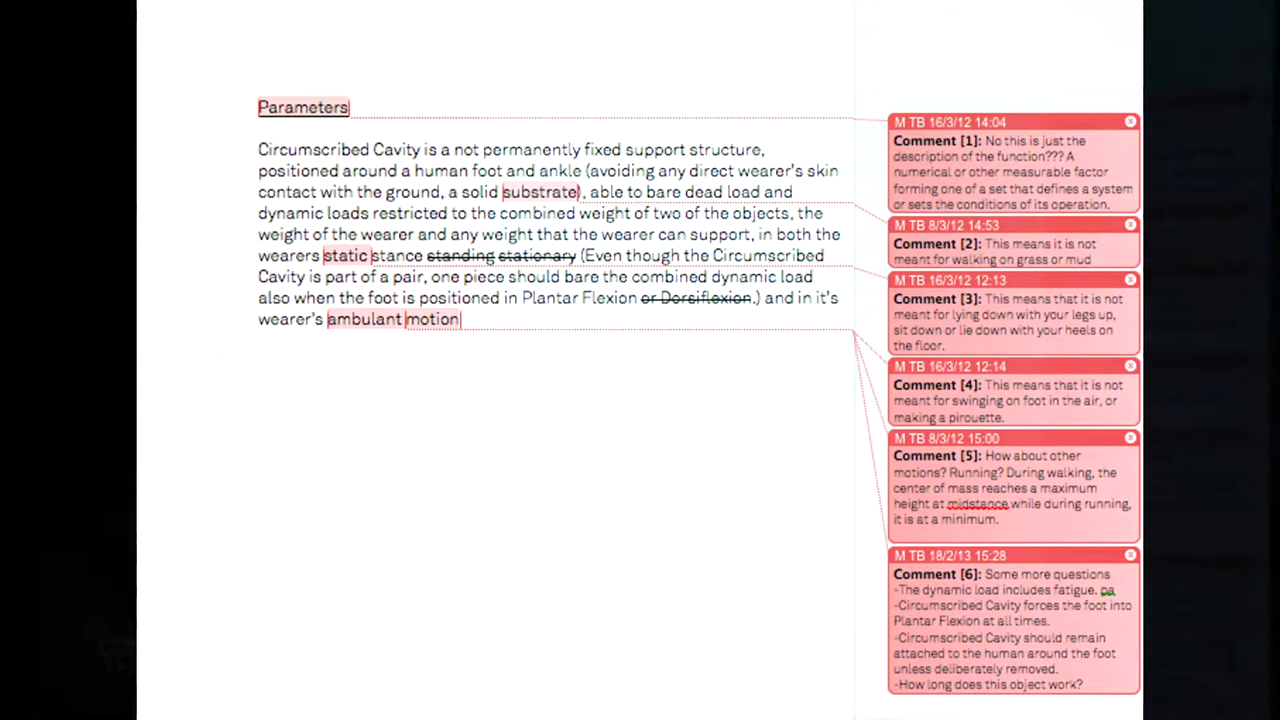 Parameters
Circumscribed Cavity is a not permanently fixed support structure,
positioned around a human foot and ankle (avoiding any direct wearer's skin
contact with the ground, a solid substrate), able to bare dead load and
dynamic loads restricted to the combined weight of two of the objects, the
weight of the wearer and any weight that the wearer can support, in both the
wearers static stance standing stationary (Even though the Circumscribed
Cavity is part of a pair, one piece should bare the combined dynamic load
also when the foot is positioned in Plantar Flexion or Dorsiflexion.) and in it's
wearer's ambulant motion
M TB 16/3/12 14:04
Comment [1]: No this is just the
description of the function??? A
numerical or other measurable factor
forming one of a set that defines a system
or sets the conditions of its operation.
M TB 8/3/12 14:53
Comment [2]: This means it is not
meant for walking on grass or mud
M TB 16/3/12 12:13
Comment [3]: This means that it is not
meant for lying down with your legs up,
sit down or lie down with your heels on
the floor.
M TB 16/3/12 12:14
Comment [4]: This means that it is not
meant for swinging on foot in the air, or
making a pirouette.
M TB 8/3/12 15:00
Comment [5]: How about other
motions? Running? During walking, the
center of mass reaches a maximum
height at midstance while during running,
it is at a minimum.
M TB 18/2/13 15:28
Comment [6]: Some more questions
-The dynamic load includes fatigue. pa
-Circumscribed Cavity forces the foot into
Plantar Flexion at all times.
-Circumscribed Cavity should remain
attached to the human around the foot
unless deliberately removed.
-How long does this object work?